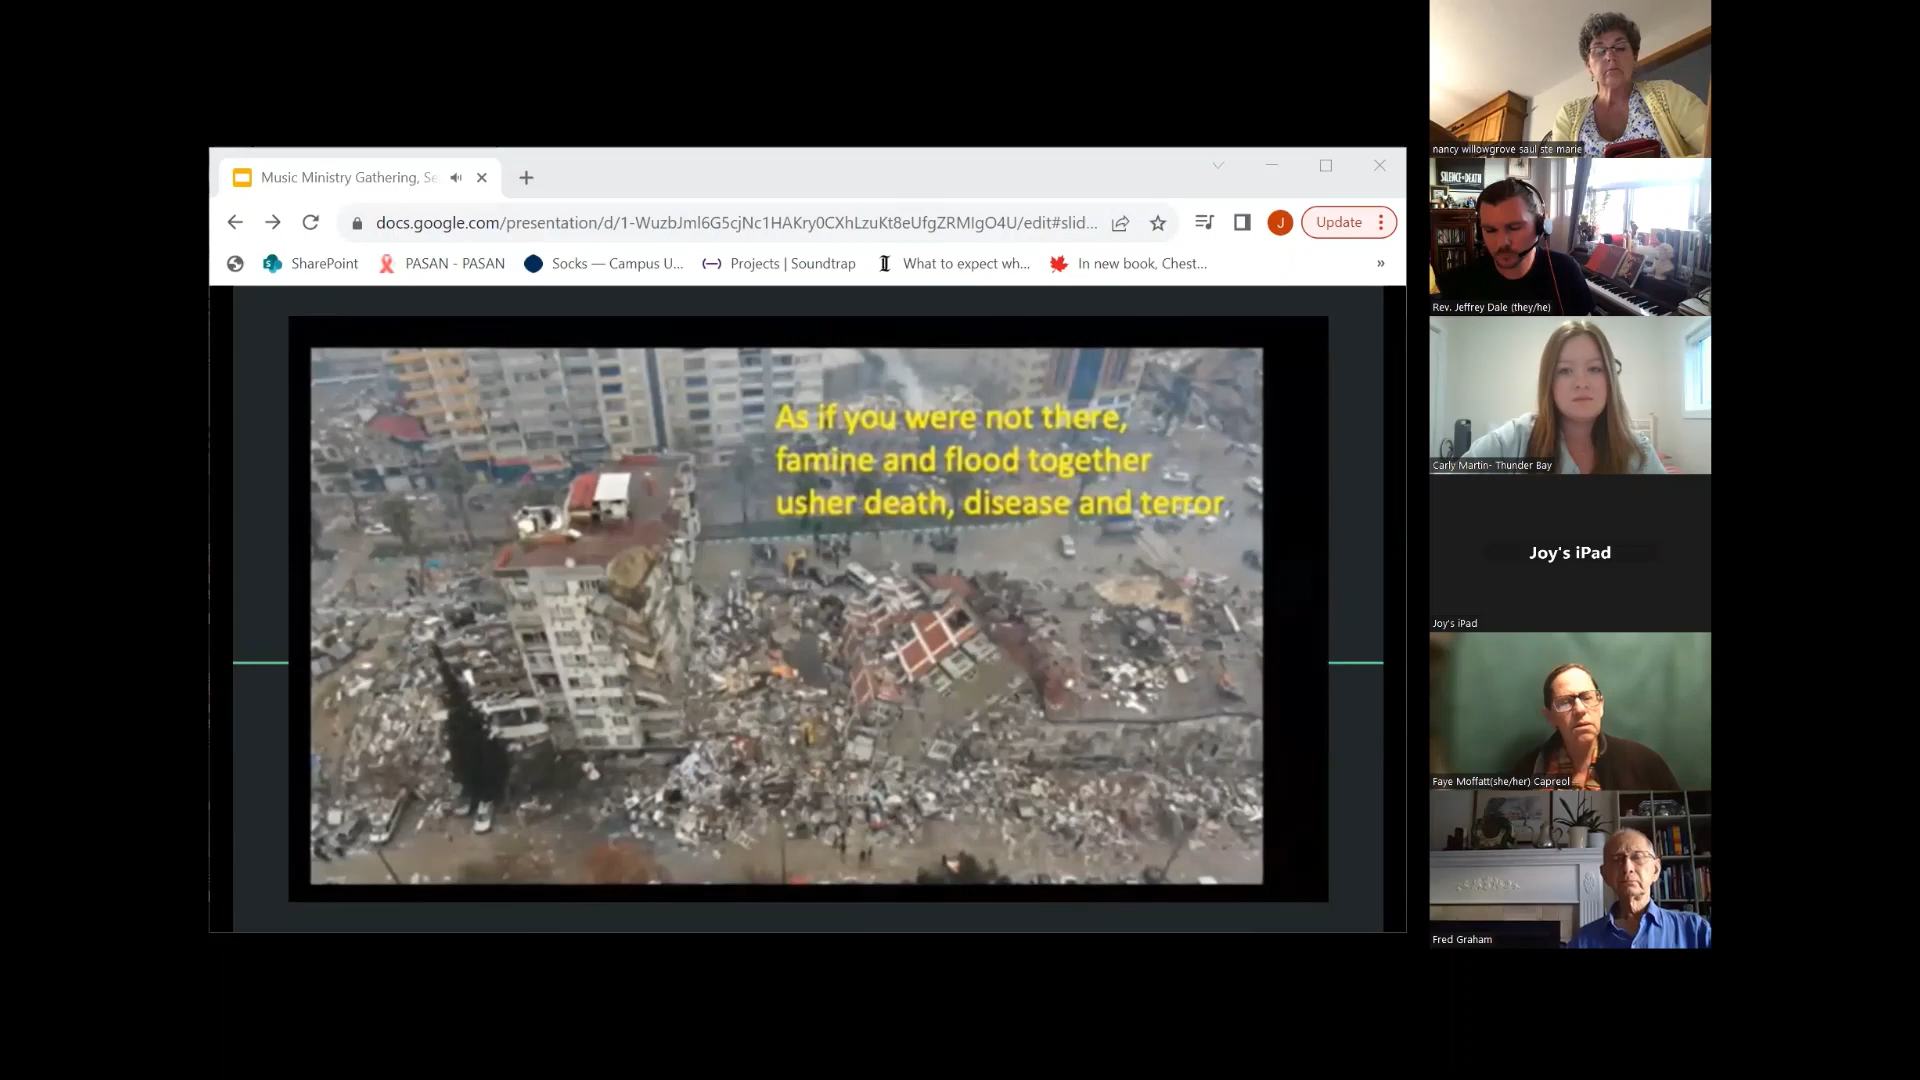 Music Ministry Gathering, Se
docs.google.com/presentation/d/1-WuzbJml6G5cjNc1HAKry0CXhLzuKt8eUfgZRMIgO4U/edit#slid...
J
Update
SharePoint
PASAN - PASAN
Socks — Campus U...
Projects | Soundtrap
What to expect wh...
In new book, Chest...
»
As if you were not there,
famine and flood together
usher death, disease and terror.
nancy willowgrove saul ste marie
SILENCE=DEATH
Rev. Jeffrey Dale (they/he)
Carly Martin- Thunder Bay
Joy's iPad
Joy's iPad
Faye Moffatt(she/her) Capreol
Fred Graham